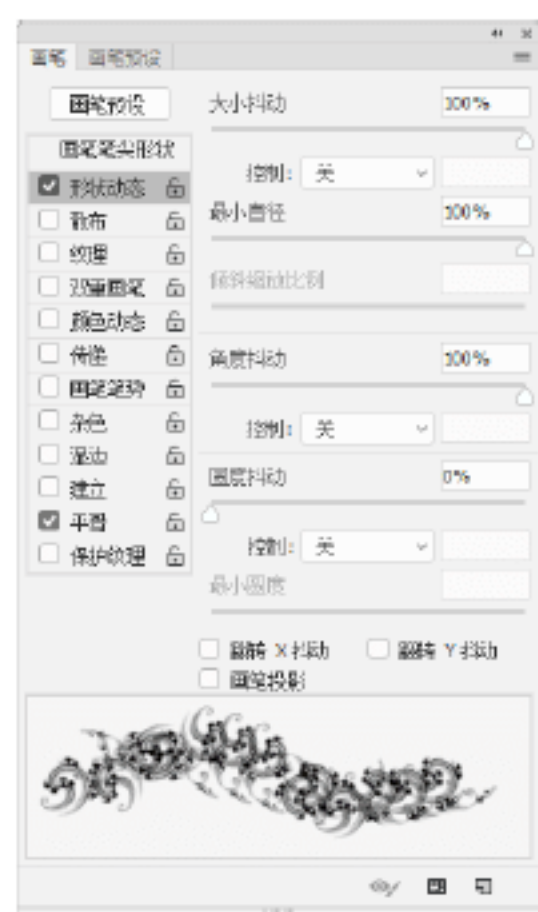 画笔 画笔预设
画笔预设
画笔笔尖形状
形状动态
散布
纹理
双重画笔
颜色动态
传递
画笔笔势
杂色
湿边
建立
平滑
保护纹理
大小抖动 100%
控制: 关
最小直径 100%
倾斜缩放比例
角度抖动 100%
控制: 关
圆度抖动 0%
控制: 关
最小圆度
翻转 X 抖动 翻转 Y 抖动
画笔投影